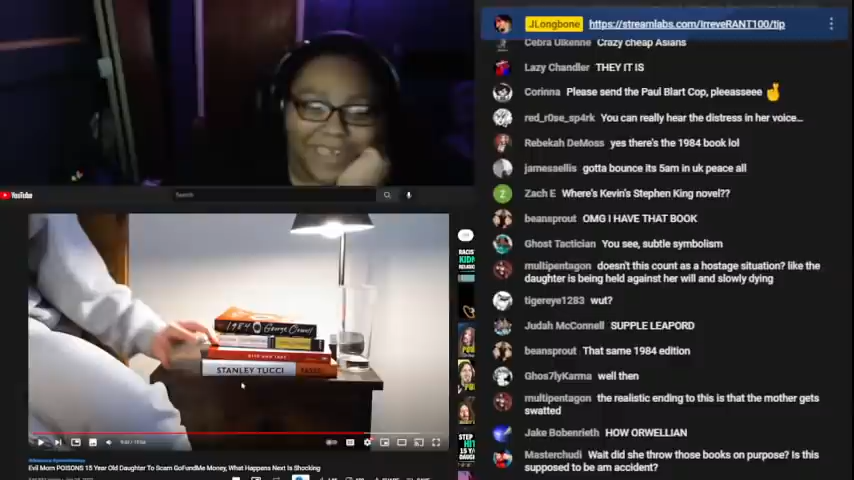 JLongbone https://streamlabs.com/IrreveRANT100/tip
Cebra Ulkenne Crazy cheap Asians
Lazy Chandler THEY IT IS
Corinna Please send the Paul Blart Cop, pleeasseee
red_r0se_sp4rk You can really hear the distress in her voice...
Rebekah DeMoss yes there's the 1984 book lol
jamesaellis gotta bounce its 5am in uk peace all
Zach E Where's Kevin's Stephen King novel??
beansprout OMG I HAVE THAT BOOK
Ghost Tactician You see, subtle symbolism
multipentagon doesn't this count as a hostage situation? like the
daughter is being held against her will and slowly dying
tigereye1283 wut?
Judah McConnell SUPPLE LEAPORD
beansprout That same 1984 edition
Ghos7lyKarma well then
multipentagon the realistic ending to this is that the mother gets
swatted
Jake Bobenrieth HOW ORWELLIAN
Masterchudi Wait did she throw those books on purpose? Is this
supposed to be am accident?
YouTube
Search
1984 George Orwell
STANLEY TUCCI TASTE
RACIST
KIDN
STEP
HIT
15 Y
Evil Mom POISONS 15 Year Old Daughter To Scam GoFundMe Money, What Happens Next Is Shocking